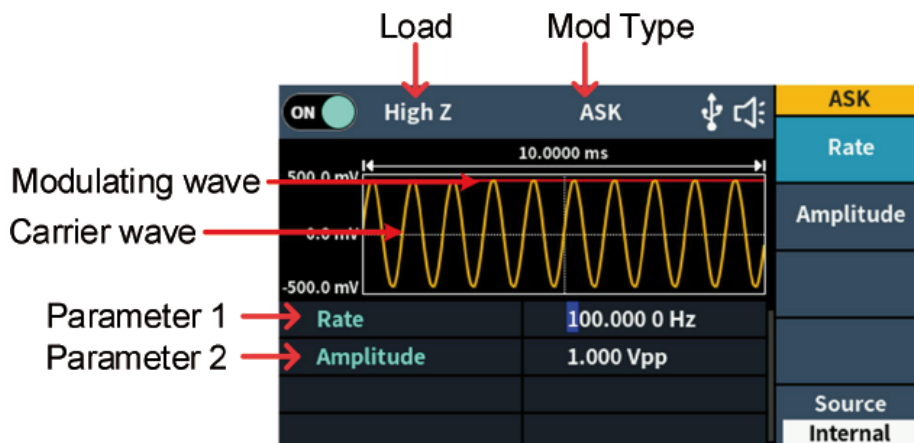 Load Mod Type
ON High Z ASK ASK
Rate
10.0000 ms
Modulating wave 500.0 mV
Amplitude
Carrier wave 0.0 mV
-500.0 mV
Parameter 1 Rate 100.000 0 Hz
Parameter 2 Amplitude 1.000 Vpp
Source
Internal